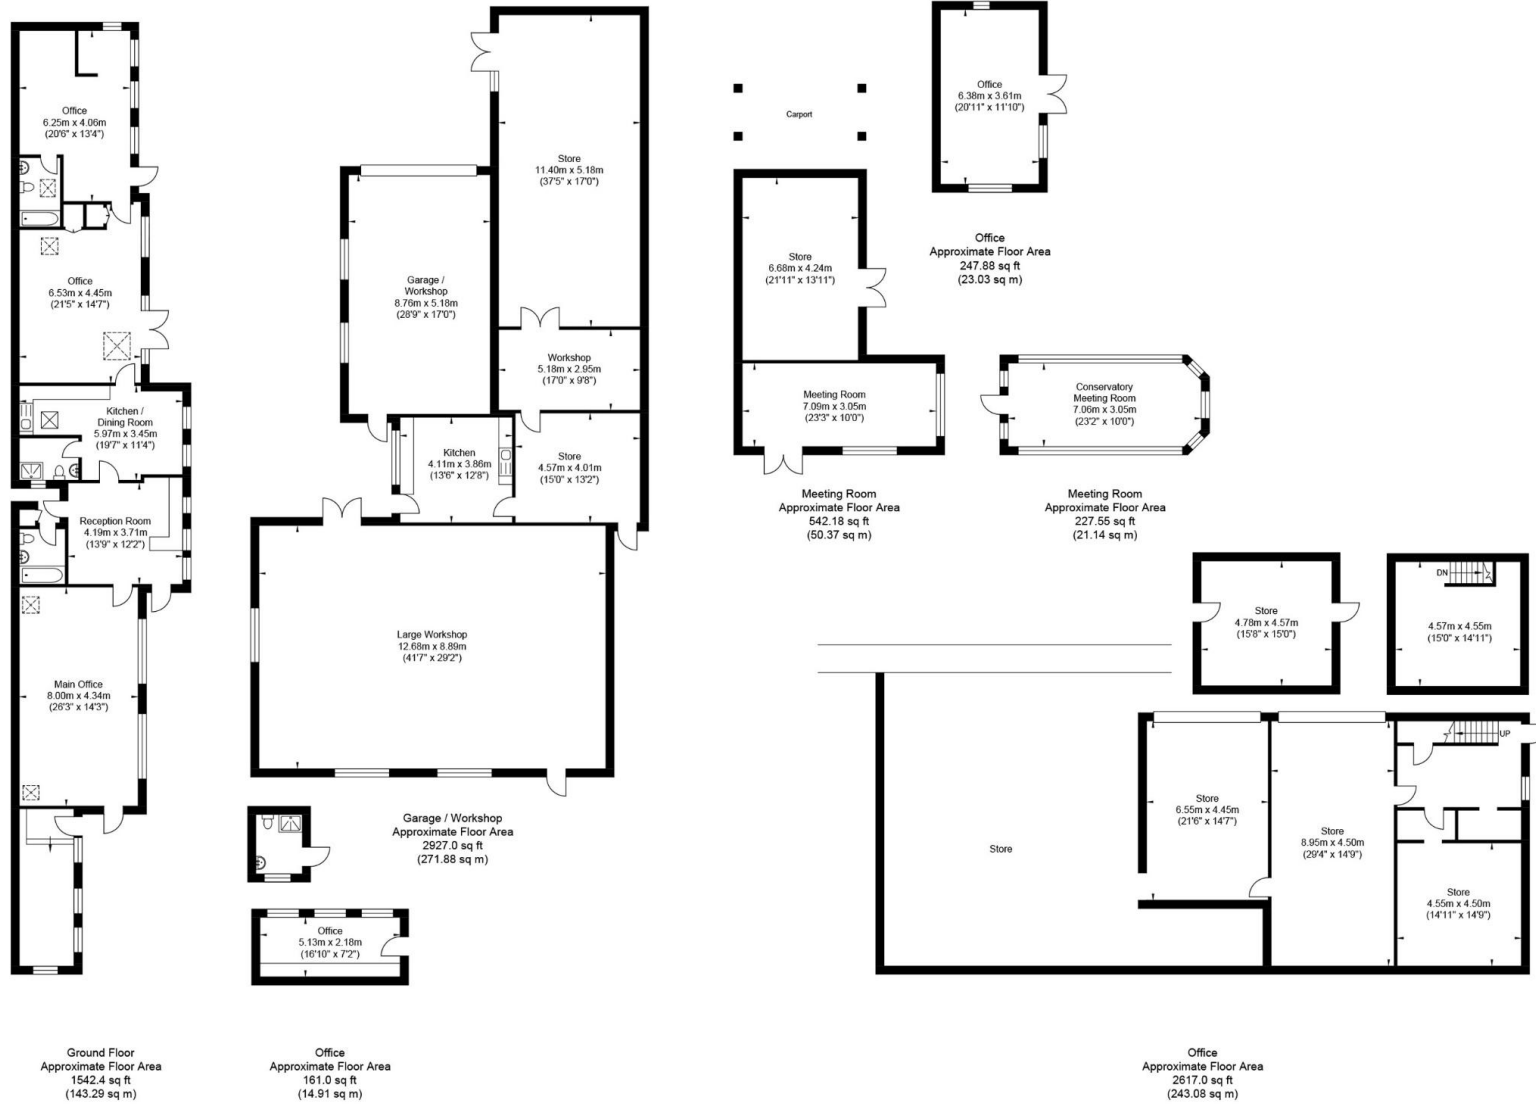 Office
6.25m x 4.06m
(20'6" x 13'4")
Office
6.53m x 4.45m
(21'5" x 14'7")
Kitchen /
Dining Room
5.97m x 3.45m
(19'7" x 11'4")
Reception Room
4.19m x 3.71m
(13'9" x 12'2")
Main Office
8.00m x 4.34m
(26'3" x 14'3")
Ground Floor
Approximate Floor Area
1542.4 sq ft
(143.29 sq m)
Store
11.40m x 5.18m
(37'5" x 17'0")
Garage /
Workshop
8.76m x 5.18m
(28'9" x 17'0")
Workshop
5.18m x 2.95m
(17'0" x 9'8")
Kitchen
4.11m x 3.86m
(13'6" x 12'8")
Store
4.57m x 4.01m
(15'0" x 13'2")
Large Workshop
12.68m x 8.89m
(41'7" x 29'2")
Garage / Workshop
Approximate Floor Area
2927.0 sq ft
(271.88 sq m)
Office
5.13m x 2.18m
(16'10" x 7'2")
Office
Approximate Floor Area
161.0 sq ft
(14.91 sq m)
Carport
Store
6.68m x 4.24m
(21'11" x 13'11")
Meeting Room
7.09m x 3.05m
(23'3" x 10'0")
Meeting Room
Approximate Floor Area
542.18 sq ft
(50.37 sq m)
Office
6.38m x 3.61m
(20'11" x 11'10")
Office
Approximate Floor Area
247.88 sq ft
(23.03 sq m)
Conservatory
Meeting Room
7.06m x 3.05m
(23'2" x 10'0")
Meeting Room
Approximate Floor Area
227.55 sq ft
(21.14 sq m)
Store
4.78m x 4.57m
(15'8" x 15'0")
DN
4.57m x 4.55m
(15'0" x 14'11")
UP
Store
Store
6.55m x 4.45m
(21'6" x 14'7")
Store
8.95m x 4.50m
(29'4" x 14'9")
Store
4.55m x 4.50m
(14'11" x 14'9")
Office
Approximate Floor Area
2617.0 sq ft
(243.08 sq m)